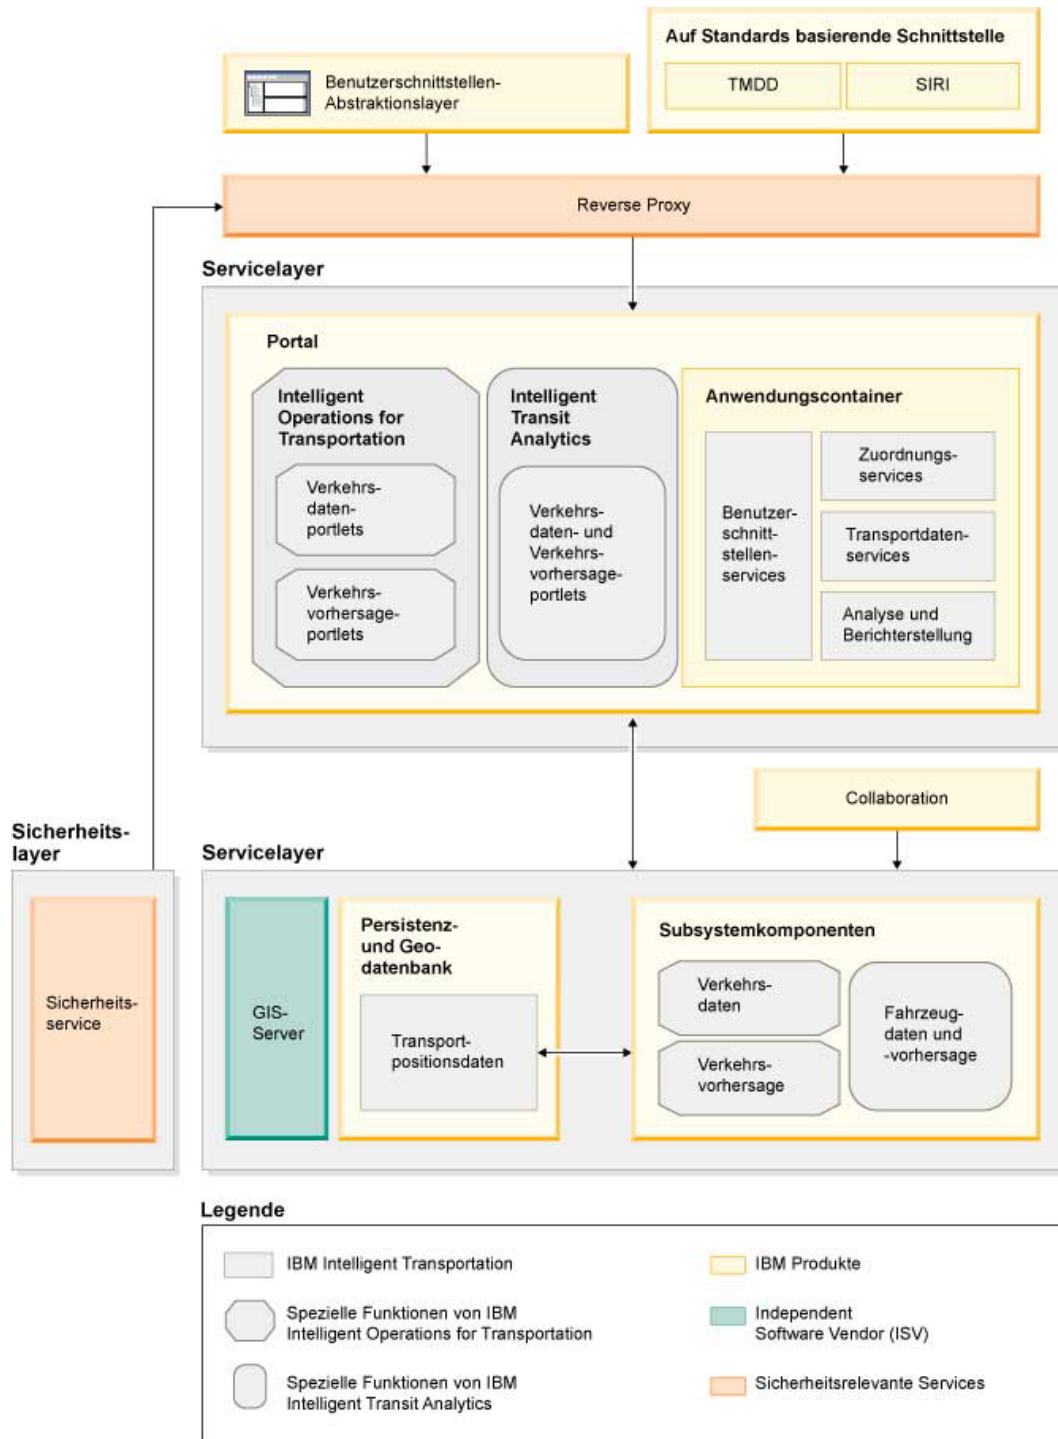 Auf Standards basierende Schnittstelle
TMDD
SIRI
Benutzerschnittstellen-
Abstraktionslayer
Reverse Proxy
Servicelayer
Portal
Intelligent
Operations for
Transportation
Verkehrs-
daten-
portlets
Verkehrs-
vorhersage-
portlets
Intelligent
Transit
Analytics
Verkehrs-
daten- und
Verkehrs-
vorhersage-
portlets
Anwendungscontainer
Benutzer-
schnitt-
stellen-
services
Zuordnungs-
services
Transportdaten-
services
Analyse und
Berichterstellung
Collaboration
Sicherheits-
layer
Sicherheits-
service
Servicelayer
GIS-
Server
Persistenz-
und Geo-
datenbank
Transport-
positionsdaten
Subsystemkomponenten
Verkehrs-
daten
Verkehrs-
vorhersage
Fahrzeug-
daten und
-vorhersage
Legende
IBM Intelligent Transportation
Spezielle Funktionen von IBM
Intelligent Operations for Transportation
Spezielle Funktionen von IBM
Intelligent Transit Analytics
IBM Produkte
Independent
Software Vendor (ISV)
Sicherheitsrelevante Services